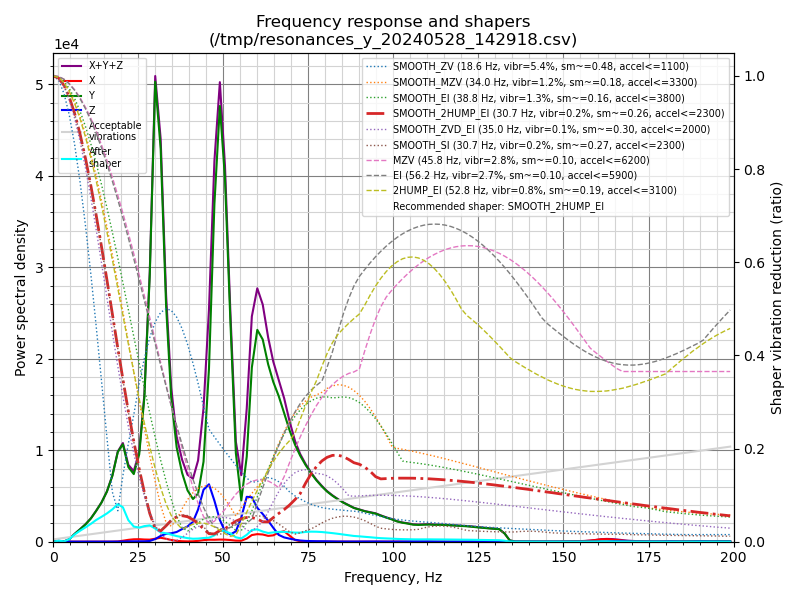 Frequency response and shapers
(/tmp/resonances_y_20240528_142918.csv)
1e4
X+Y+Z
X
Y
Z
Acceptable
vibrations
After
shaper
SMOOTH_ZV (18.6 Hz, vibr=5.4%, sm~=0.48, accel<=1100)
SMOOTH_MZV (34.0 Hz, vibr=1.2%, sm~=0.18, accel<=3300)
SMOOTH_EI (38.8 Hz, vibr=1.3%, sm~=0.16, accel<=3800)
SMOOTH_2HUMP_EI (30.7 Hz, vibr=0.2%, sm~=0.26, accel<=2300)
SMOOTH_ZVD_EI (35.0 Hz, vibr=0.1%, sm~=0.30, accel<=2000)
SMOOTH_SI (30.7 Hz, vibr=0.2%, sm~=0.27, accel<=2300)
MZV (45.8 Hz, vibr=2.8%, sm~=0.10, accel<=6200)
EI (56.2 Hz, vibr=2.7%, sm~=0.10, accel<=5900)
2HUMP_EI (52.8 Hz, vibr=0.8%, sm~=0.19, accel<=3100)
Recommended shaper: SMOOTH_2HUMP_EI
Power spectral density
5
4
3
2
1
0
1.0
0.8
0.6
0.4
0.2
0.0
Shaper vibration reduction (ratio)
0 25 50 75 100 125 150 175 200
Frequency, Hz